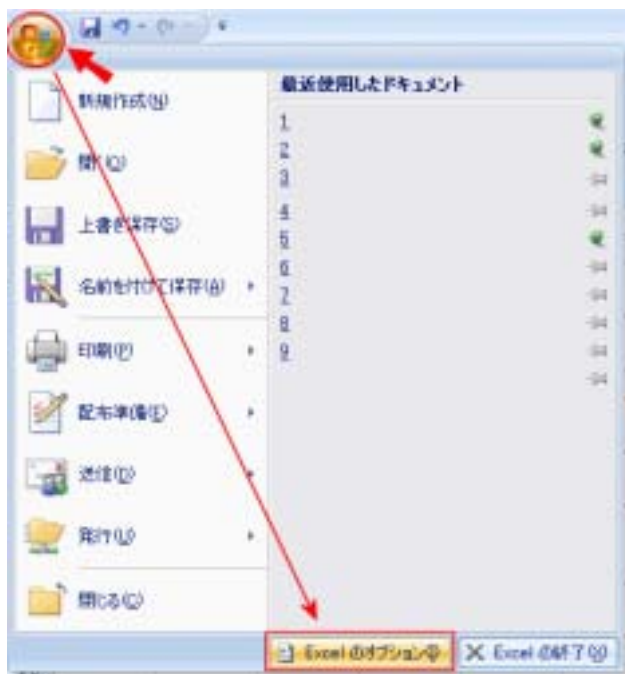 最近使用したドキュメント
新規作成(N)
開く(O)
上書き保存(S)
名前を付けて保存(A)
印刷(P)
配布準備(E)
送信(D)
発行(U)
閉じる(C)
1
2
3
4
5
6
7
8
9
Excel のオプション(I)
Excel の終了(X)